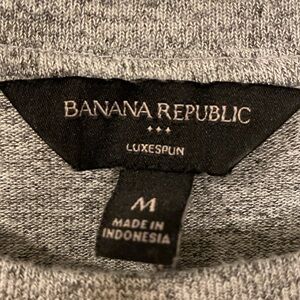 BANANA REPUBLIC
LUXESPUN
M
MADE IN
INDONESIA